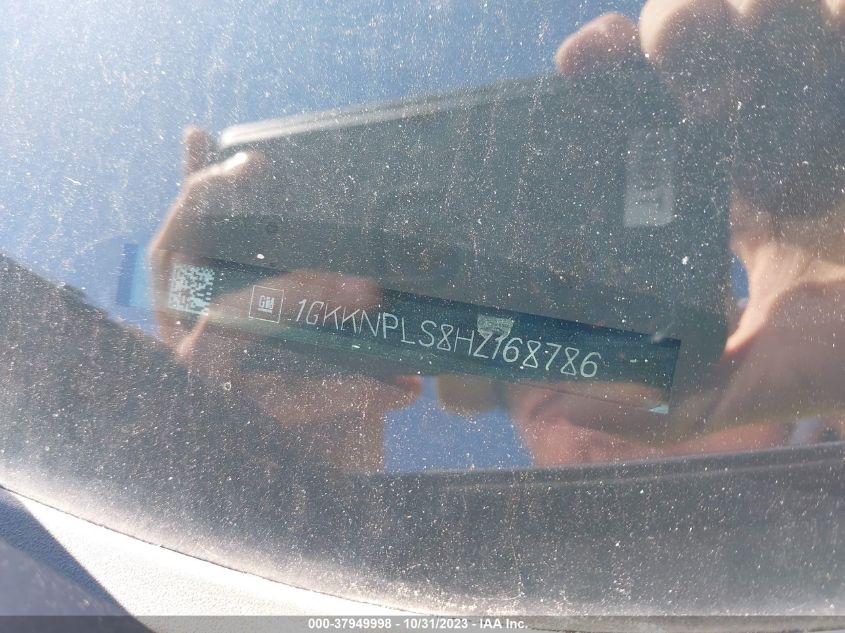 GM 1GKKNPLS8HZ168786
000-37949998 - 10/31/2023 - IAA Inc.